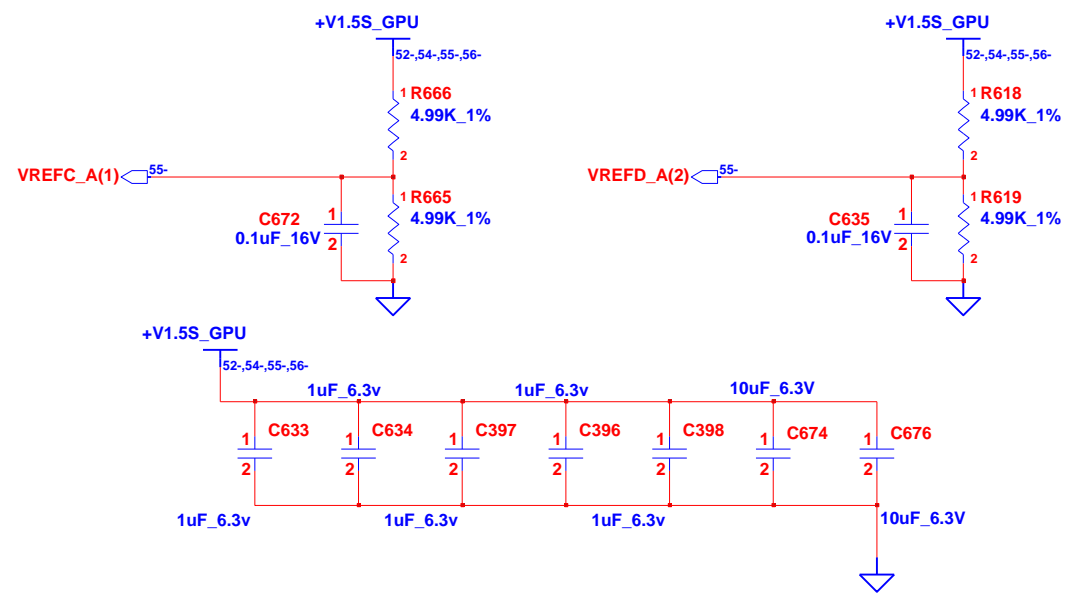 +V1.5S_GPU
52-,54-,55-,56-
1 R666
4.99K_1%
2
VREFC_A(1) 55-
1 R665
4.99K_1%
2
C672
0.1uF_16V
1
2
+V1.5S_GPU
52-,54-,55-,56-
1 R618
4.99K_1%
2
VREFD_A(2) 55-
1 R619
4.99K_1%
2
C635
0.1uF_16V
1
2
+V1.5S_GPU
52-,54-,55-,56-
1uF_6.3v 1uF_6.3v 10uF_6.3V
1 C633 1 C634 1 C397 1 C396 1 C398 1 C674 1 C676
2 2 2 2 2 2 2
1uF_6.3v 1uF_6.3v 1uF_6.3v 10uF_6.3V